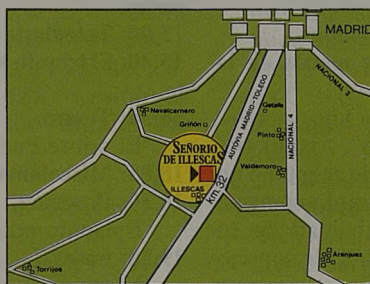 MADRID
NACIONAL 3
Navalcarnero
Getafe
Griñón
AUTOVIA MADRID-TOLEDO
NACIONAL 4
Pinto
SEÑORIO
DE ILLESCAS
Valdemoro
ILLESCAS
km. 32
Aranjuez
Torrijos